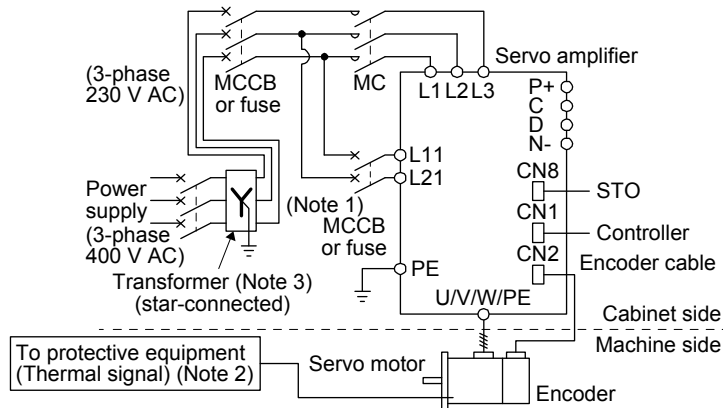 Servo amplifier
(3-phase
230 V AC)
MCCB
or fuse
MC
L1 L2 L3
P+
C
D
N-
L11
L21
CN8
STO
CN1
Controller
CN2
Encoder cable
Power
supply
(3-phase
400 V AC)
(Note 1)
MCCB
or fuse
Transformer (Note 3)
(star-connected)
PE
U/V/W/PE
Cabinet side
Machine side
To protective equipment
(Thermal signal) (Note 2)
Servo motor
Encoder